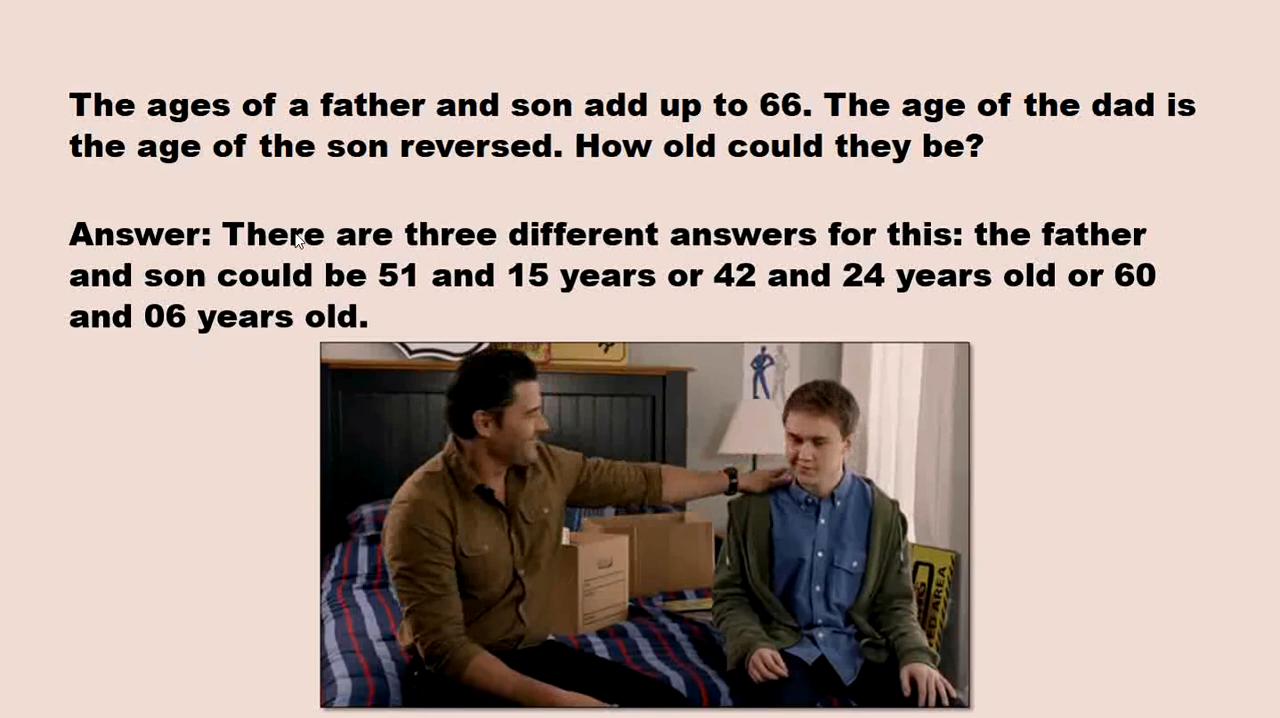 The ages of a father and son add up to 66. The age of the dad is
the age of the son reversed. How old could they be?
Answer: There are three different answers for this: the father
and son could be 51 and 15 years or 42 and 24 years old or 60
and 06 years old.
AREA